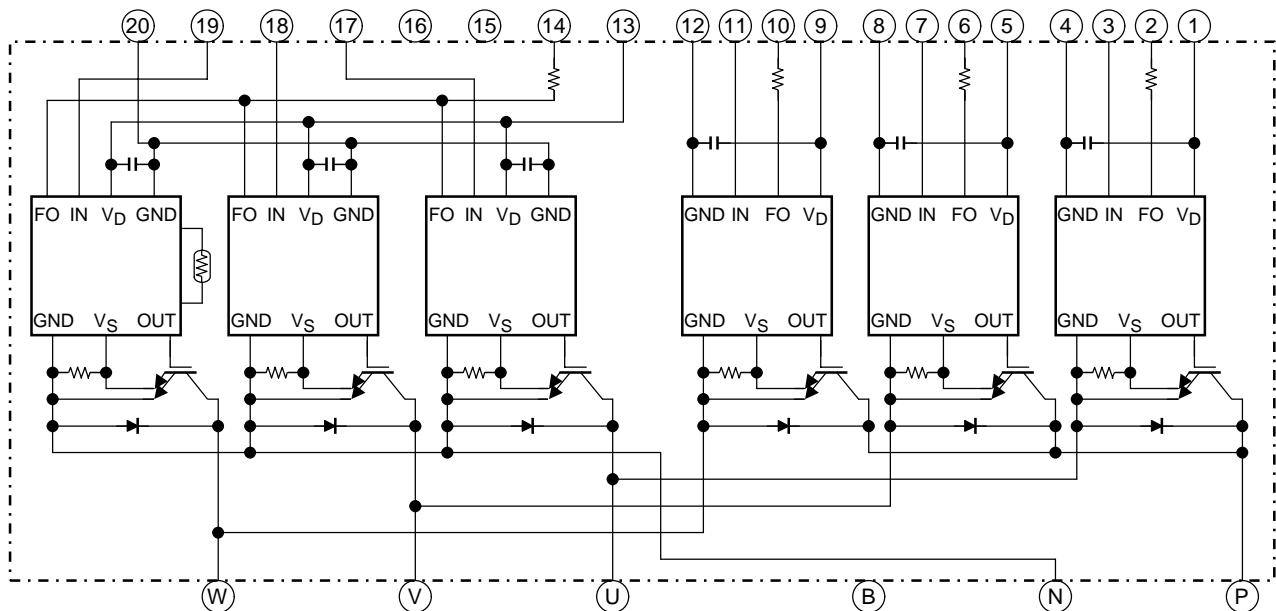 20 19 18 17 16 15 14 13 12 11 10 9 8 7 6 5 4 3 2 1
FO IN VD GND FO IN VD GND FO IN VD GND GND IN FO VD GND IN FO VD GND IN FO VD
GND VS OUT GND VS OUT GND VS OUT GND VS OUT GND VS OUT GND VS OUT
W V U B N P